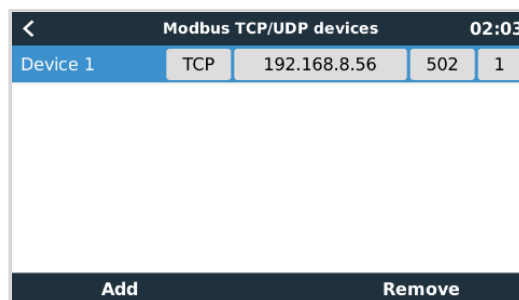 Modbus TCP/UDP devices 02:03
Device 1 TCP 192.168.8.56 502 1
Add Remove